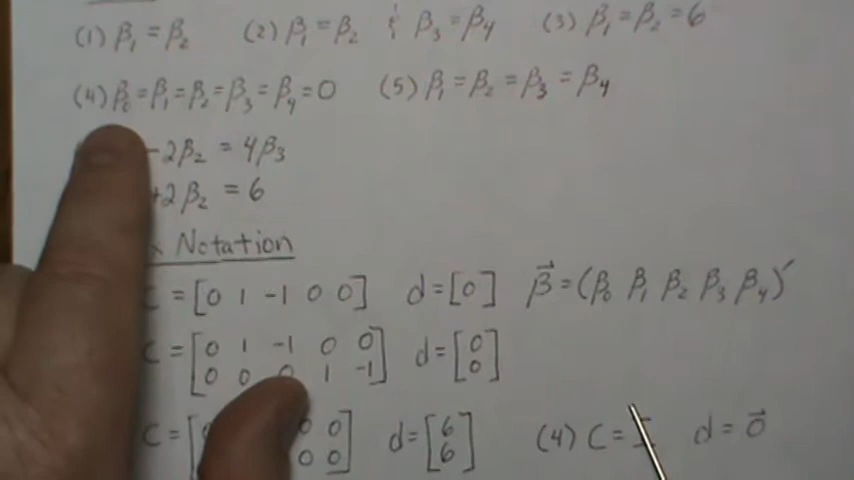 (1) β₁ = β₂ (2) β₁ = β₂ & β₃ = β₄ (3) β₁ = β₂ = 6
(4) β₀ = β₁ = β₂ = β₃ = β₄ = 0 (5) β₁ = β₂ = β₃ = β₄
-2β₂ = 4β₃
+2β₂ = 6
Notation
C = [0 1 -1 0 0] d = [0] β⃗ = (β₀ β₁ β₂ β₃ β₄)′
C = [0 1 -1 0 0 d = [0
0 0 0 1 -1] 0]
C = [0 0 0 d = [6 (4) C = I d = 0⃗
0 0] 6]